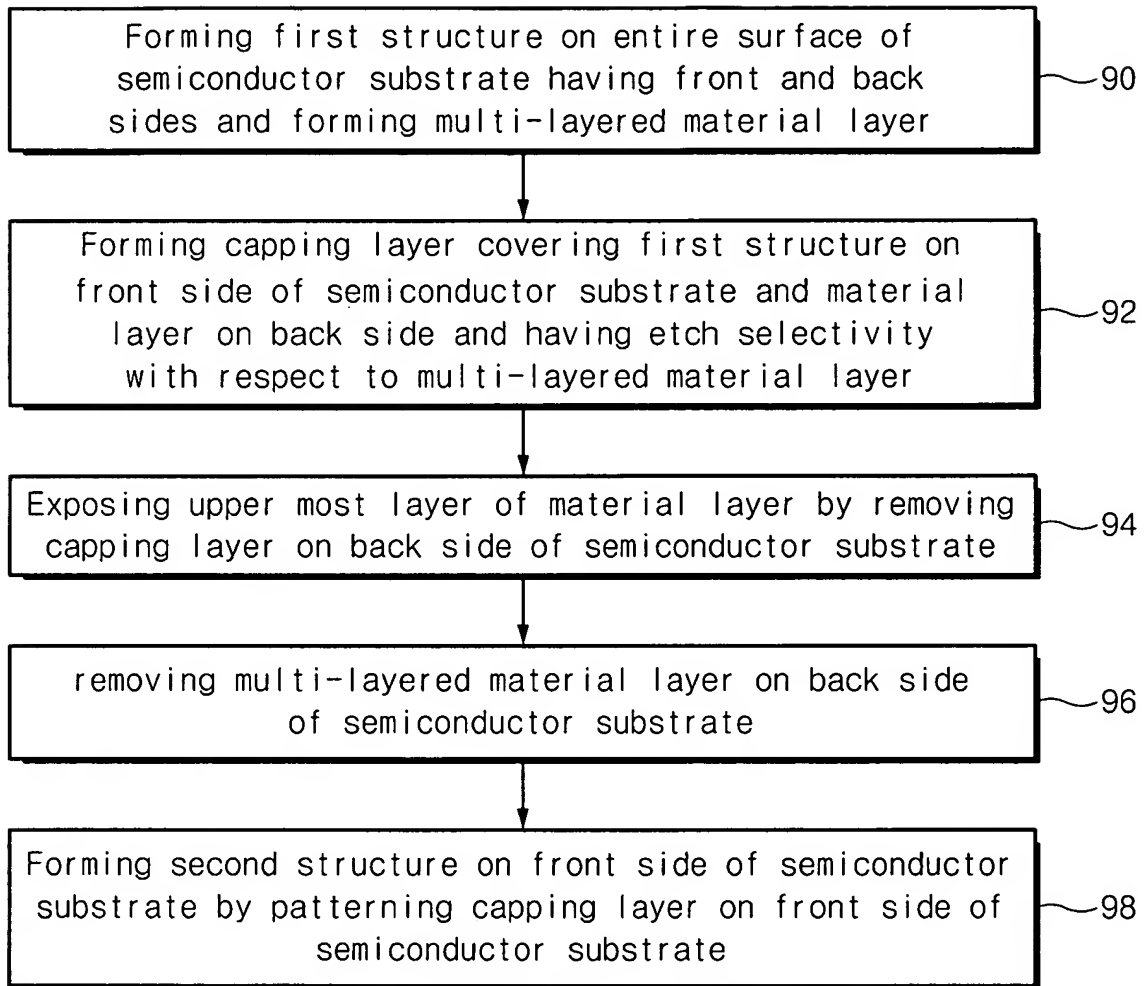 Forming first structure on entire surface of
semiconductor substrate having front and back
sides and forming multi-layered material layer
90
Forming capping layer covering first structure on
front side of semiconductor substrate and material
layer on back side and having etch selectivity
with respect to multi-layered material layer
92
Exposing upper most layer of material layer by removing
capping layer on back side of semiconductor substrate
94
removing multi-layered material layer on back side
of semiconductor substrate
96
Forming second structure on front side of semiconductor
substrate by patterning capping layer on front side of
semiconductor substrate
98